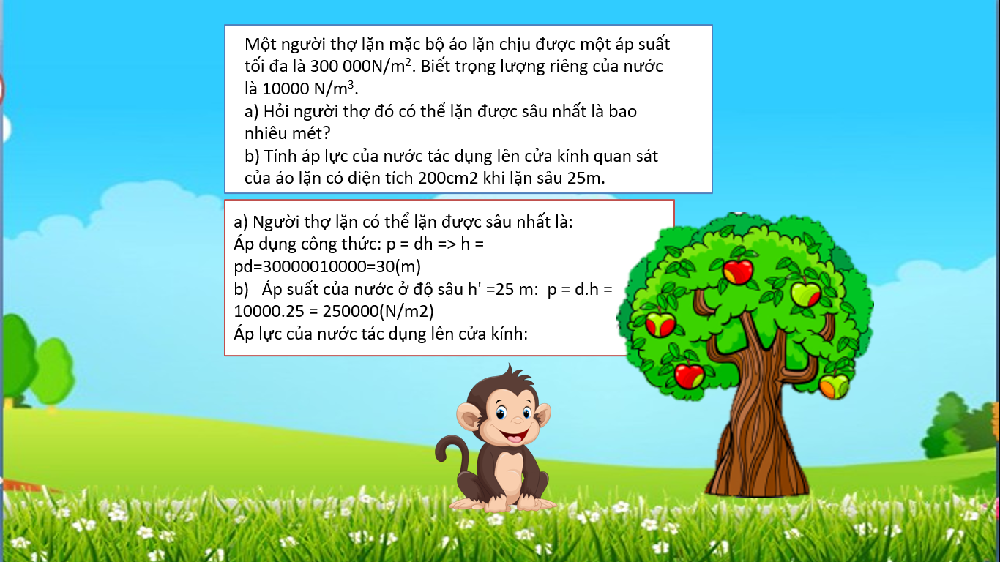 Một người thợ lặn mặc bộ áo lặn chịu được một áp suất
tối đa là 300 000N/m². Biết trọng lượng riêng của nước
là 10000 N/m³.
a) Hỏi người thợ đó có thể lặn được sâu nhất là bao
nhiêu mét?
b) Tính áp lực của nước tác dụng lên cửa kính quan sát
của áo lặn có diện tích 200cm2 khi lặn sâu 25m.
a) Người thợ lặn có thể lặn được sâu nhất là:
Áp dụng công thức: p = dh => h =
pd=30000010000=30(m)
b) Áp suất của nước ở độ sâu h' =25 m: p = d.h =
10000.25 = 250000(N/m2)
Áp lực của nước tác dụng lên cửa kính: